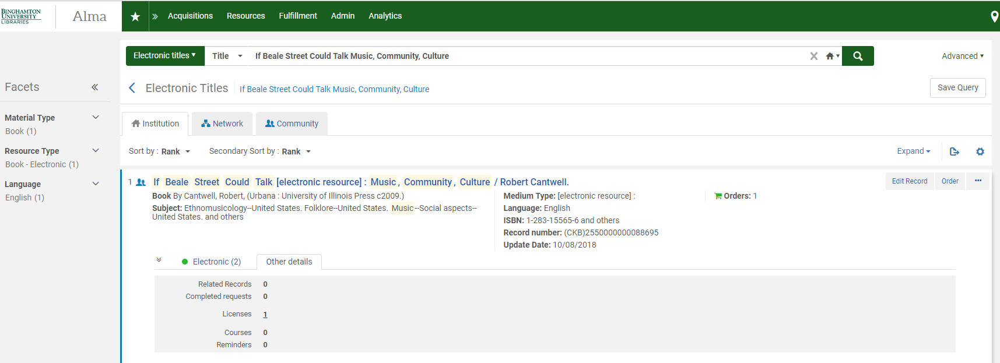 BINGHAMTON
UNIVERSITY
LIBRARIES
Alma
Acquisitions Resources Fulfillment Admin Analytics
Electronic titles Title If Beale Street Could Talk Music, Community, Culture Advanced
Facets
Electronic Titles If Beale Street Could Talk Music, Community, Culture Save Query
Material Type
Book (1)
Resource Type
Book - Electronic (1)
Language
English (1)
Institution Network Community
Sort by : Rank Secondary Sort by : Rank Expand
1 If Beale Street Could Talk [electronic resource] : Music, Community, Culture / Robert Cantwell. Edit Record Order
Book By Cantwell, Robert, (Urbana : University of Illinois Press c2009.)
Subject: Ethnomusicology--United States. Folklore--United States. Music--Social aspects--
United States. and others
Medium Type: [electronic resource] :
Language: English
ISBN: 1-283-15565-6 and others
Record number: (CKB)2550000000088695
Update Date: 10/08/2018
Orders: 1
Electronic (2) Other details
Related Records 0
Completed requests 0
Licenses 1
Courses 0
Reminders 0